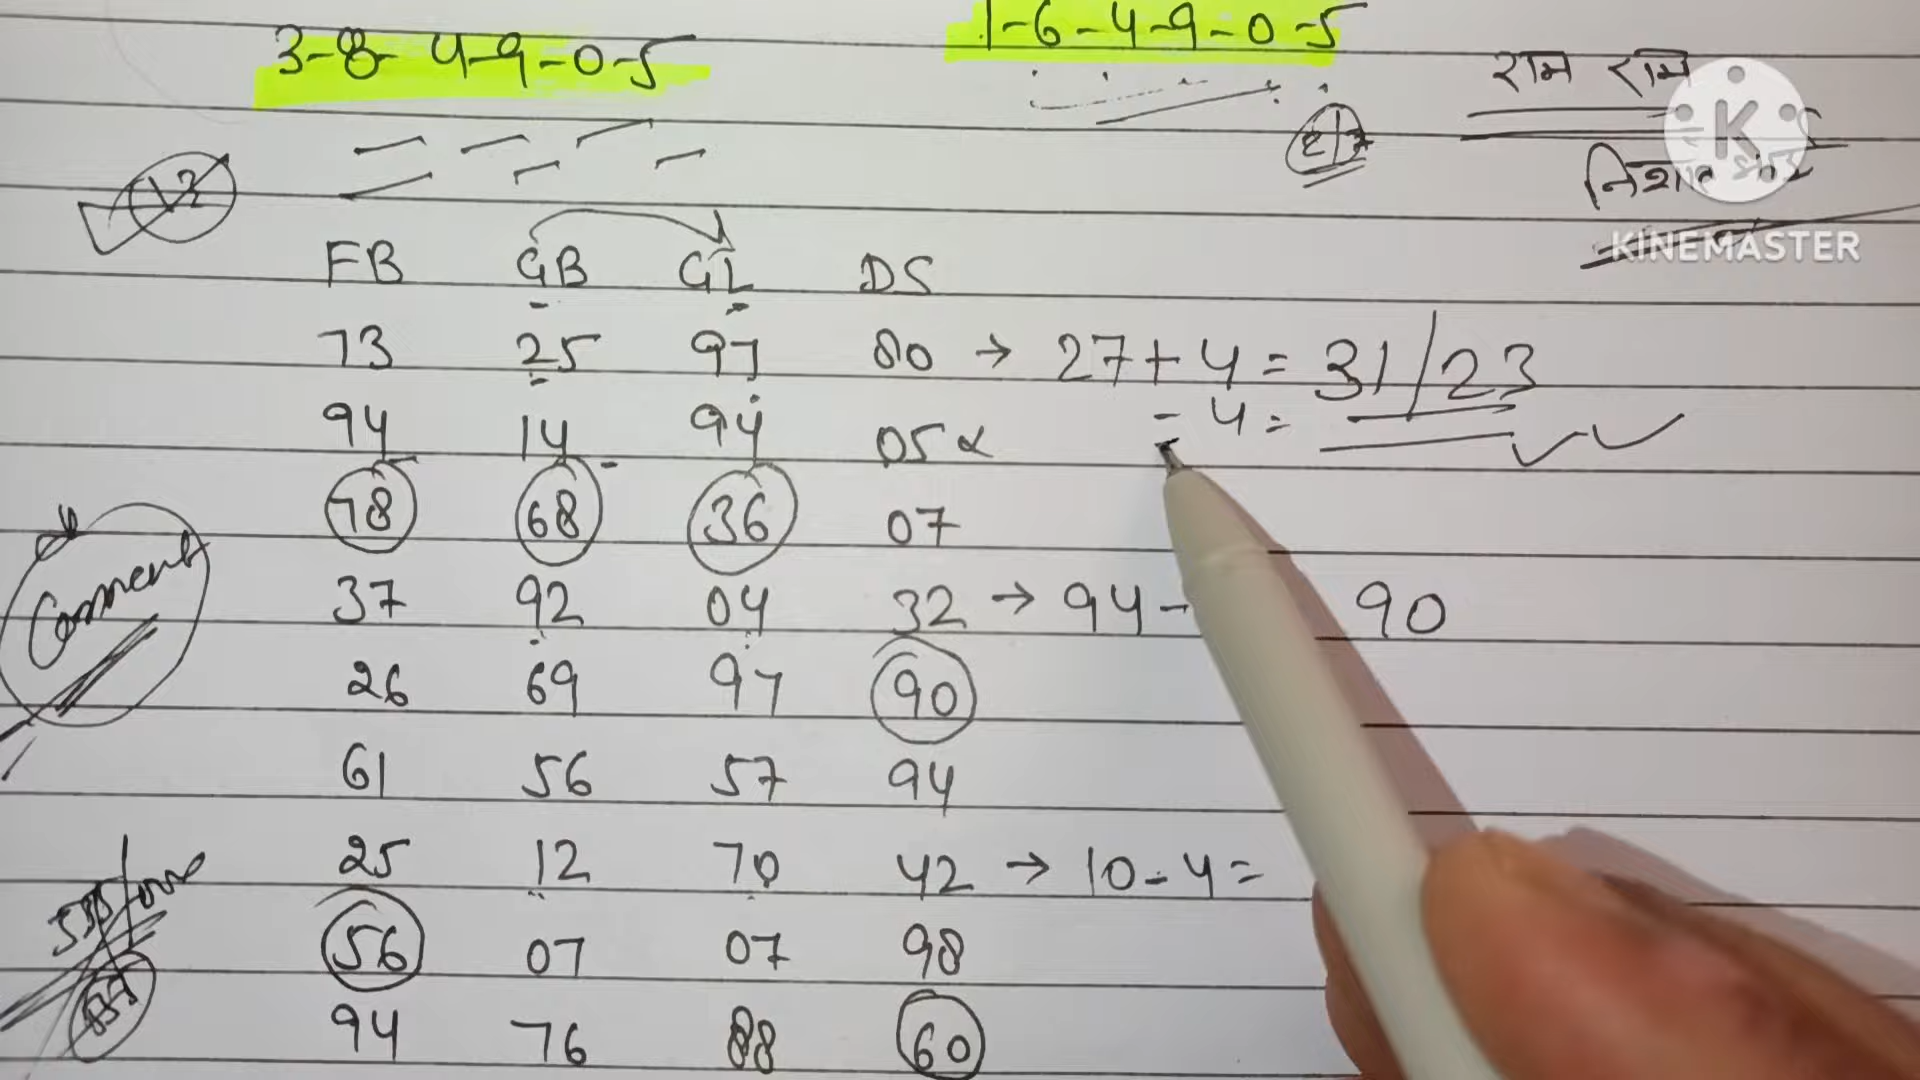 3-8-4-9-0-5
1-6-4-9-0-5
राम राम
K
KINEMASTER
FB GB GL DS
73 25 97 80 → 27+4 = 31/23
-4 =
94 14 94 05 α
78 68 36 07
37 92 04 32 → 94- 90
26 69 97 90
61 56 57 94
25 12 70 42 → 10-4=
56 07 07 98
94 76 88 60
Comment